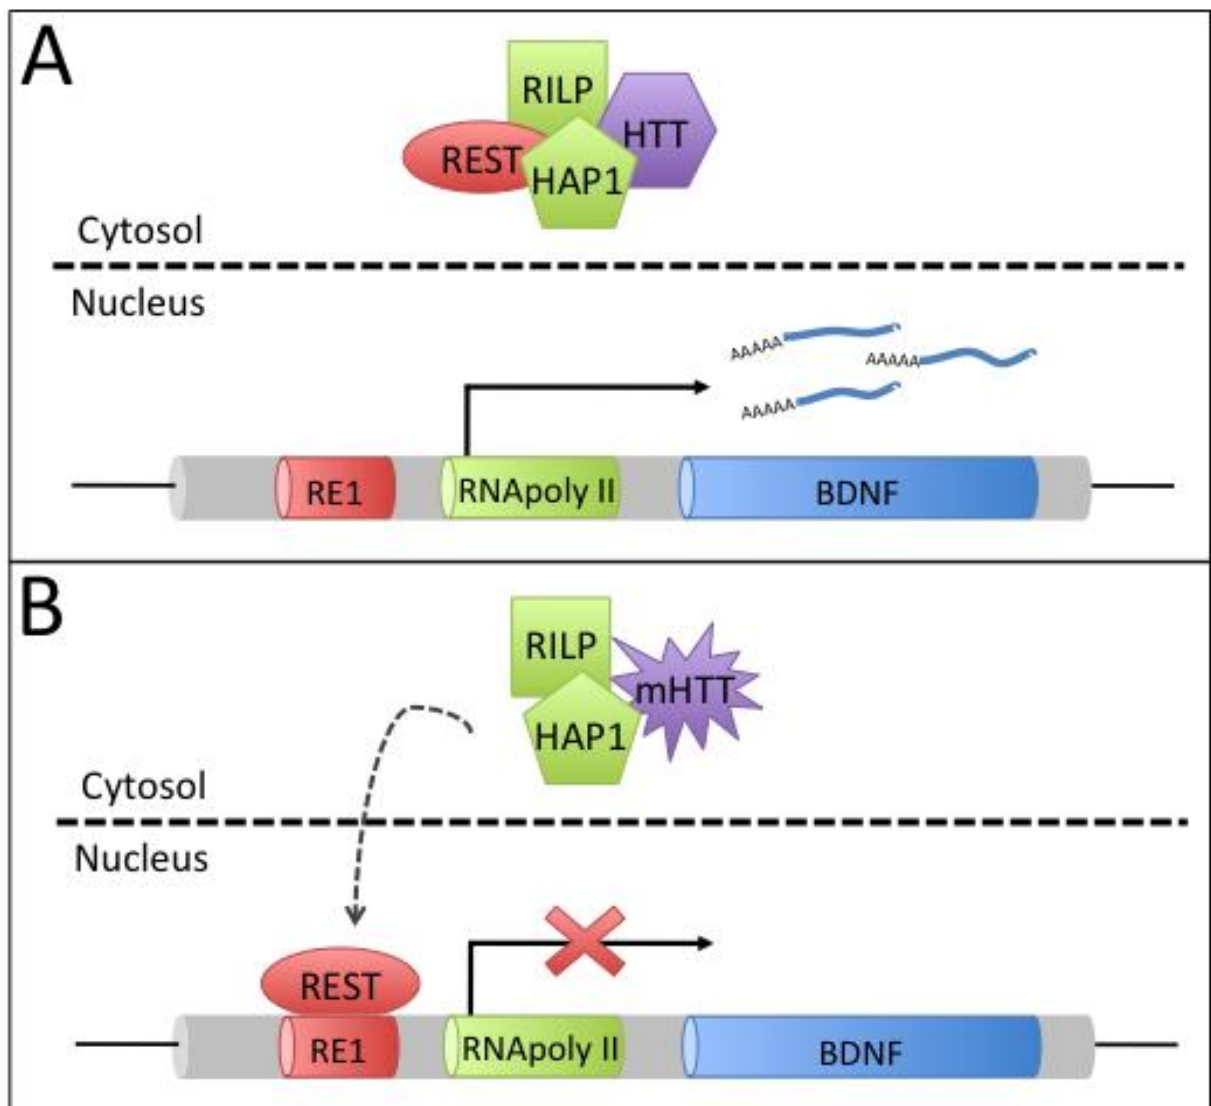 A
RILP
HTT
REST
HAP1
Cytosol
Nucleus
AAAAA
AAAAA
AAAAA
RE1
RNApoly II
BDNF
B
RILP
mHTT
HAP1
Cytosol
Nucleus
REST
RE1
RNApoly II
BDNF